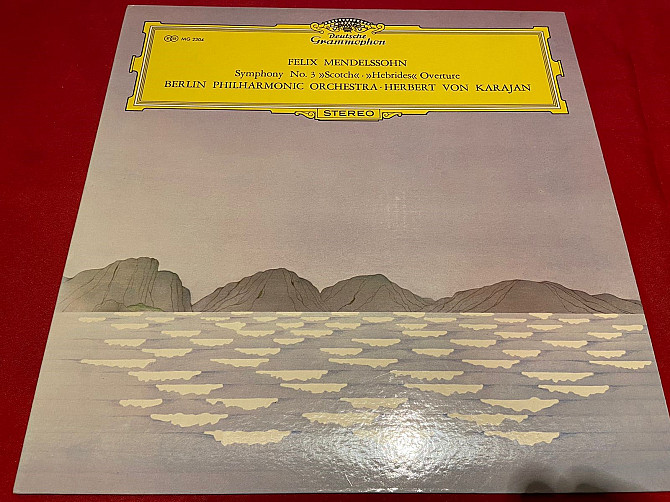 MG 2304
Deutsche
Grammophon
FELIX MENDELSSOHN
Symphony No. 3 »Scotch« · »Hebrides« Overture
BERLIN PHILHARMONIC ORCHESTRA · HERBERT VON KARAJAN
STEREO